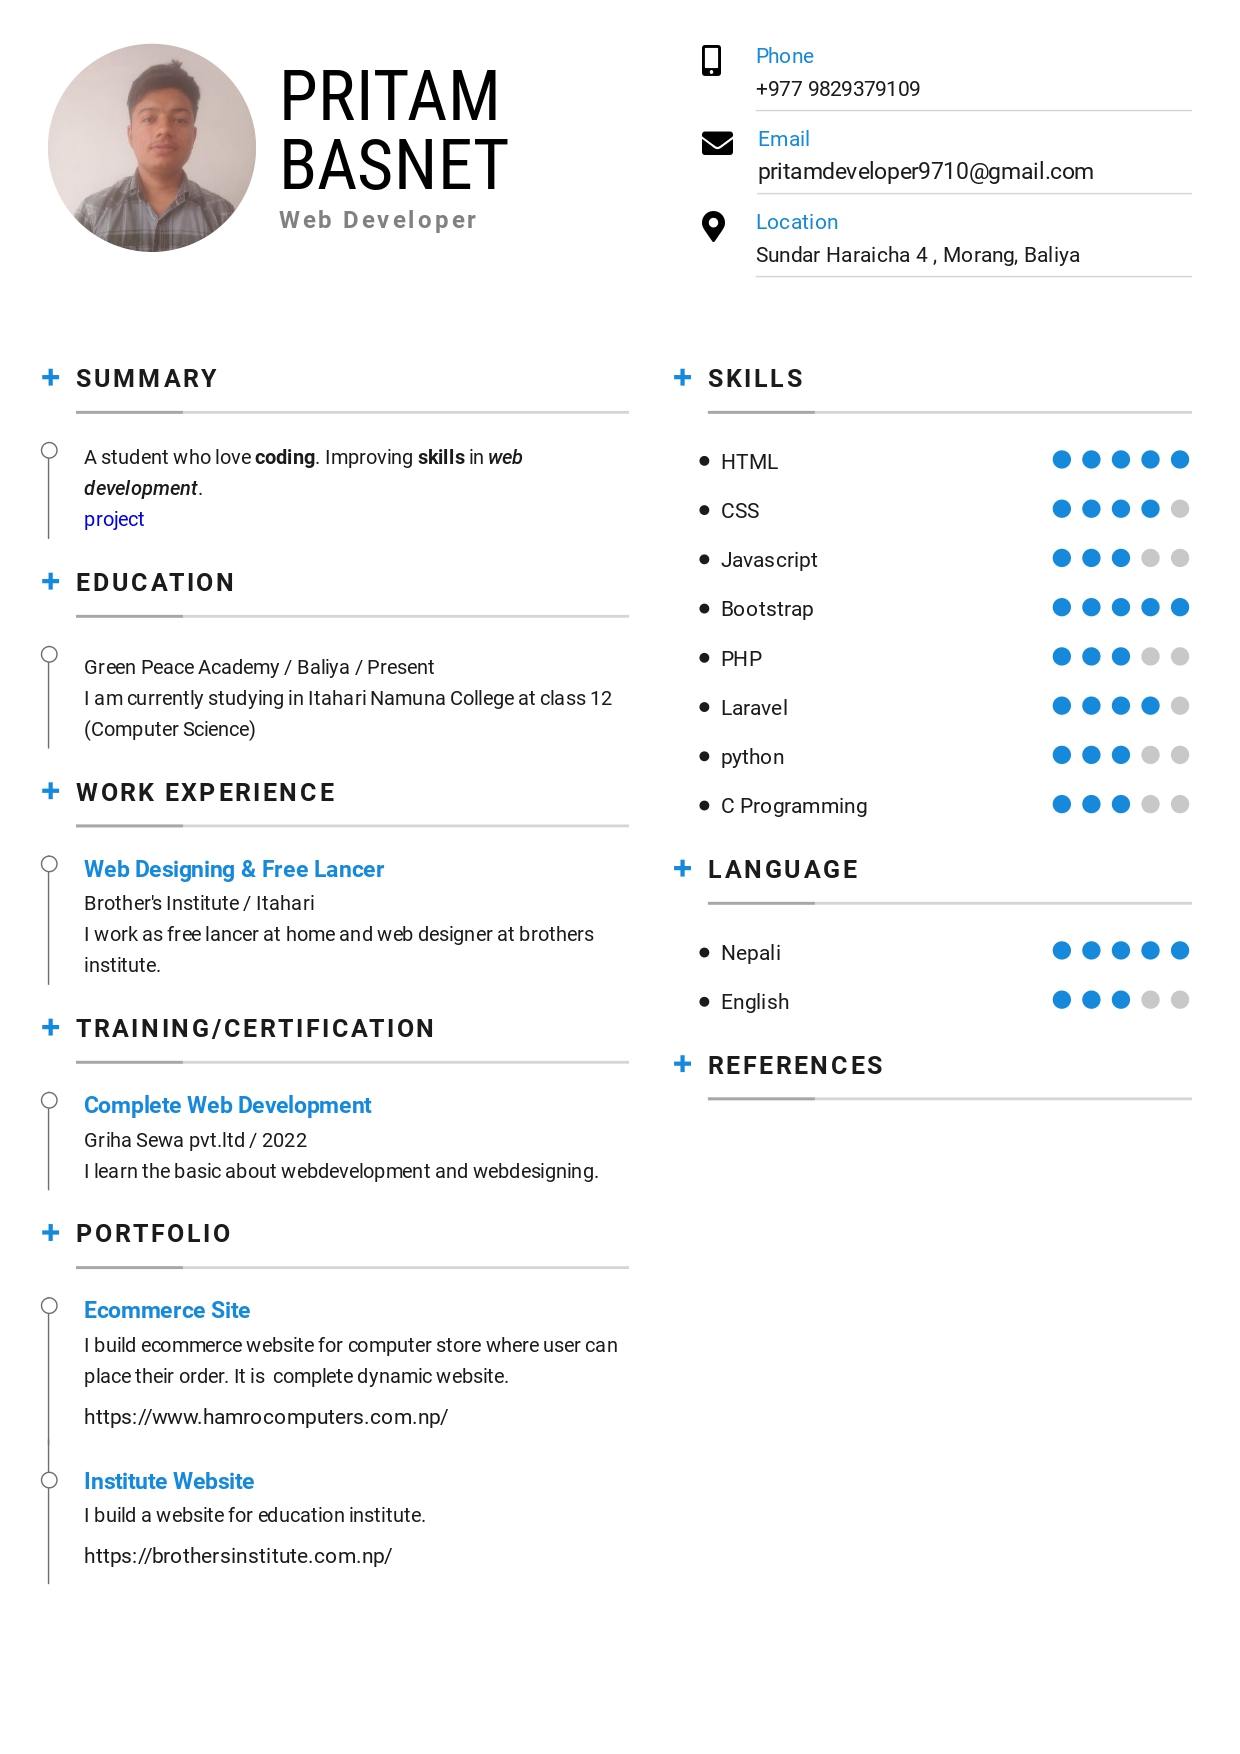 PRITAM
BASNET
Web Developer
Phone
+977 9829379109
Email
pritamdeveloper9710@gmail.com
Location
Sundar Haraicha 4 , Morang, Baliya
SUMMARY
A student who love coding. Improving skills in web
development.
project
EDUCATION
Green Peace Academy / Baliya / Present
I am currently studying in Itahari Namuna College at class 12
(Computer Science)
WORK EXPERIENCE
Web Designing & Free Lancer
Brother's Institute / Itahari
I work as free lancer at home and web designer at brothers
institute.
TRAINING/CERTIFICATION
Complete Web Development
Griha Sewa pvt.ltd / 2022
I learn the basic about webdevelopment and webdesigning.
PORTFOLIO
Ecommerce Site
I build ecommerce website for computer store where user can
place their order. It is  complete dynamic website.
https://www.hamrocomputers.com.np/
Institute Website
I build a website for education institute.
https://brothersinstitute.com.np/
SKILLS
HTML
CSS
Javascript
Bootstrap
PHP
Laravel
python
C Programming
LANGUAGE
Nepali
English
REFERENCES